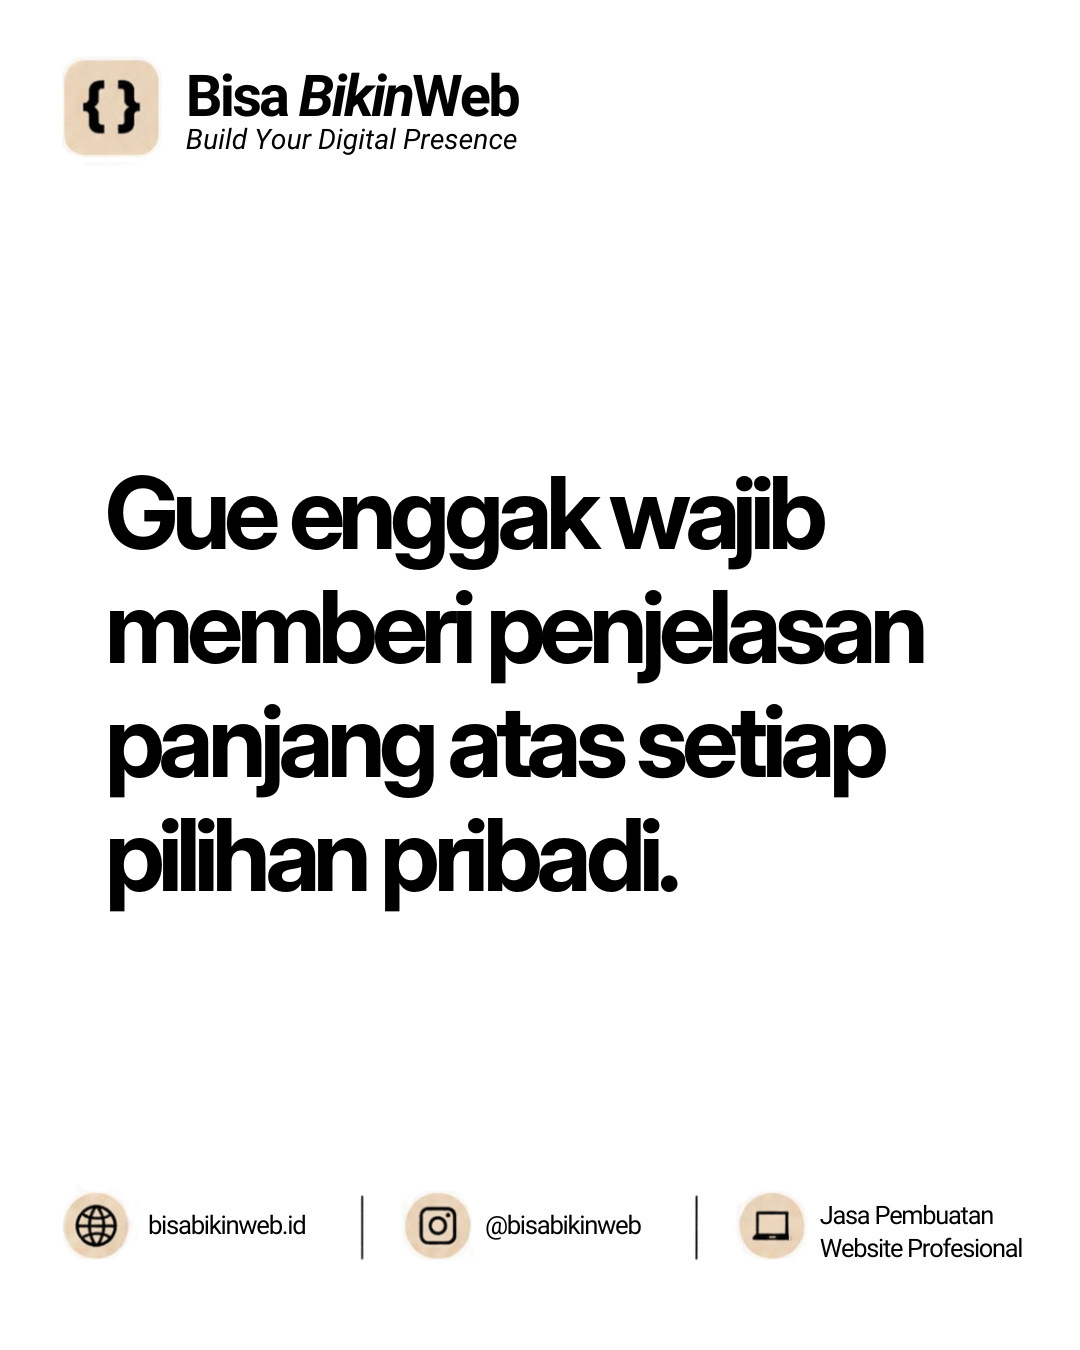 { }
Bisa BikinWeb
Build Your Digital Presence
Gue enggak wajib
memberi penjelasan
panjang atas setiap
pilihan pribadi.
bisabikinweb.id
@bisabikinweb
Jasa Pembuatan
Website Profesional